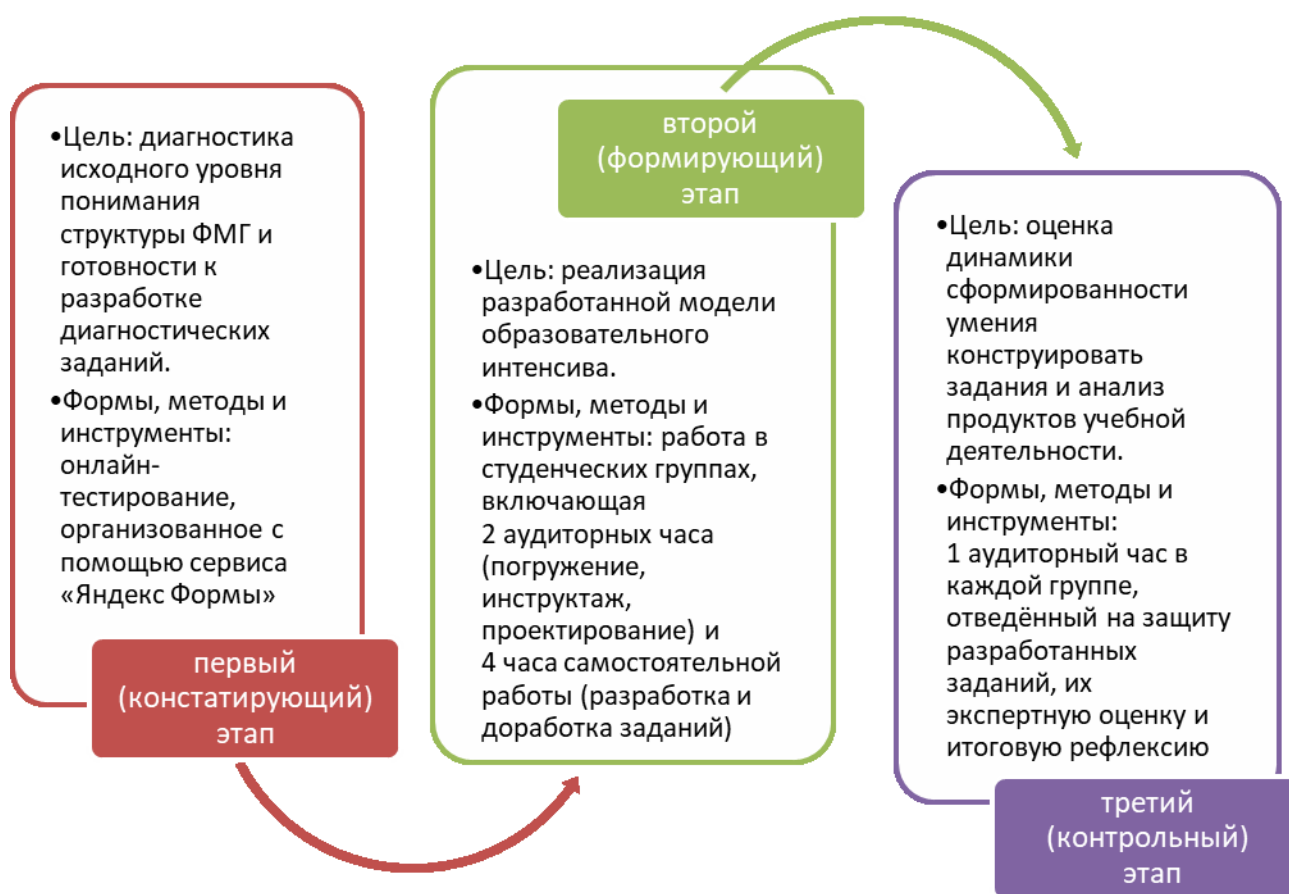 •Цель: диагностика
исходного уровня
понимания
структуры ФМГ и
готовности к
разработке
диагностических
заданий.
•Формы, методы и
инструменты:
онлайн-
тестирование,
организованное с
помощью сервиса
«Яндекс Формы»
первый
(констатирующий)
этап
второй
(формирующий)
этап
•Цель: реализация
разработанной модели
образовательного
интенсива.
•Формы, методы и
инструменты: работа в
студенческих группах,
включающая
2 аудиторных часа
(погружение,
инструктаж,
проектирование) и
4 часа самостоятельной
работы (разработка и
доработка заданий)
•Цель: оценка
динамики
сформированности
умения
конструировать
задания и анализ
продуктов учебной
деятельности.
•Формы, методы и
инструменты:
1 аудиторный час в
каждой группе,
отведённый на защиту
разработанных
заданий, их
экспертную оценку и
итоговую рефлексию
третий
(контрольный)
этап